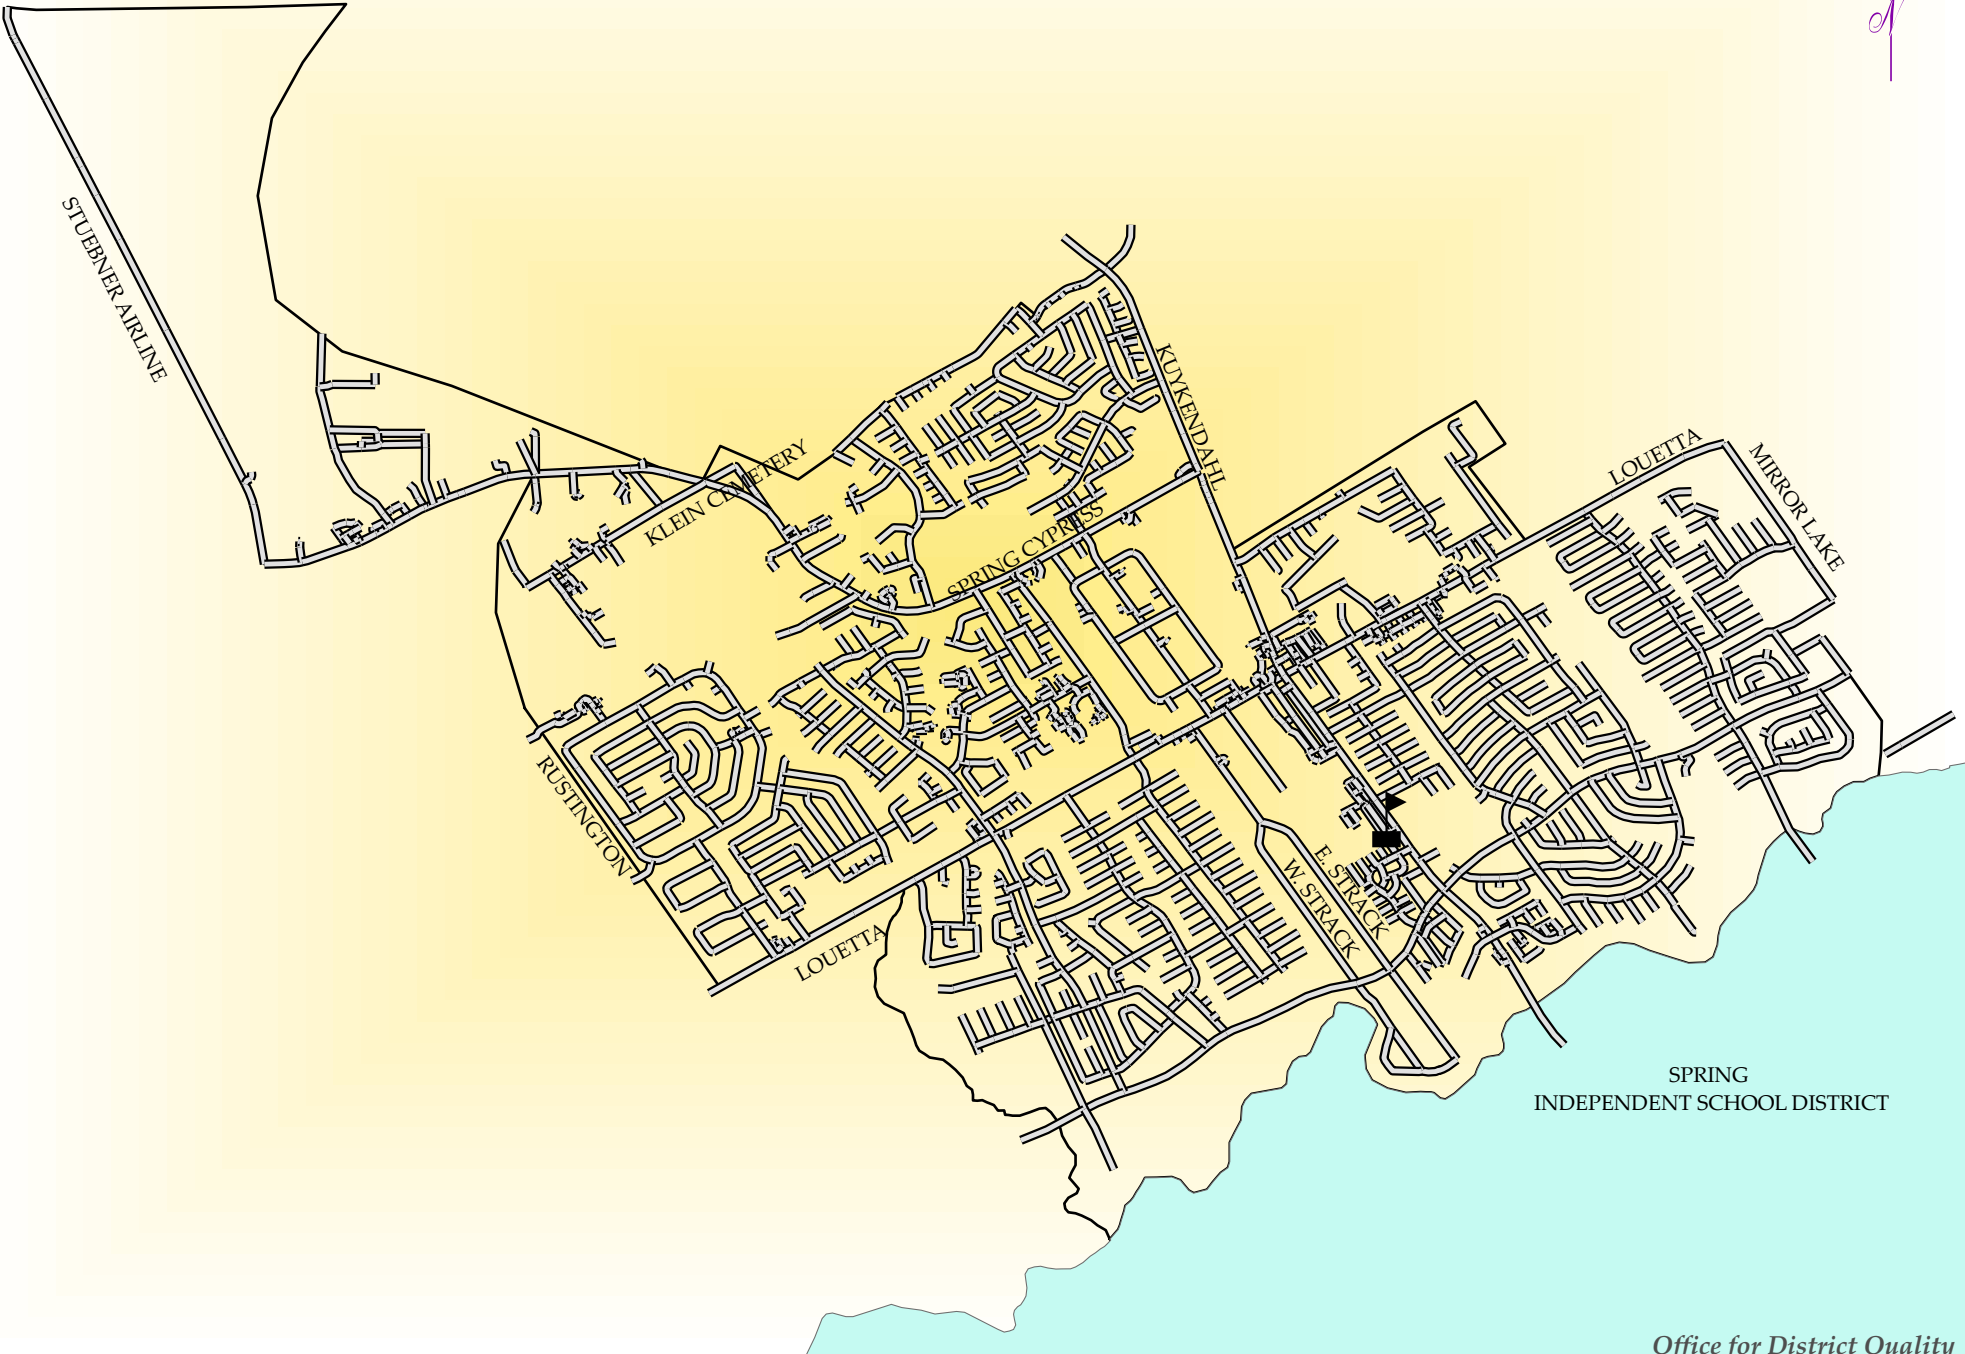 N
STUEBNER AIRLINE
KUYKENDAHL
KLEIN CEMETERY
LOUETTA
MIRROR LAKE
SPRING CYPRESS
RUSTINGTON
E. STRACK
W. STRACK
LOUETTA
SPRING
INDEPENDENT SCHOOL DISTRICT
Office for District Quality